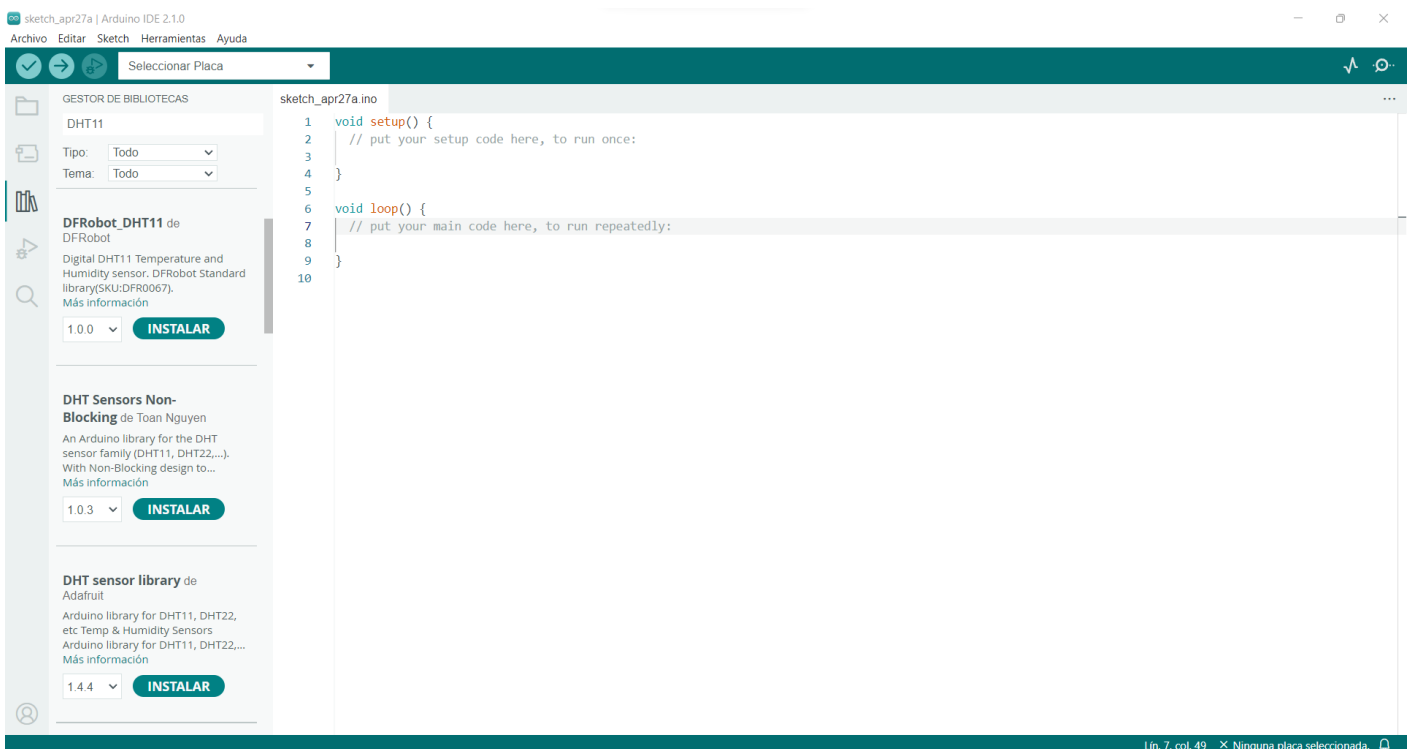 sketch_apr27a | Arduino IDE 2.1.0
Archivo Editar Sketch Herramientas Ayuda
Seleccionar Placa
GESTOR DE BIBLIOTECAS
DHT11
Tipo: Todo
Tema: Todo
DFRobot_DHT11 de
DFRobot
Digital DHT11 Temperature and
Humidity sensor. DFRobot Standard
library(SKU:DFR0067).
Más información
1.0.0 INSTALAR
DHT Sensors Non-
Blocking de Toan Nguyen
An Arduino library for the DHT
sensor family (DHT11, DHT22,...).
With Non-Blocking design to...
Más información
1.0.3 INSTALAR
DHT sensor library de
Adafruit
Arduino library for DHT11, DHT22,
etc Temp & Humidity Sensors
Arduino library for DHT11, DHT22,...
Más información
1.4.4 INSTALAR
sketch_apr27a.ino
...
1 void setup() {
2 // put your setup code here, to run once:
3
4 }
5
6 void loop() {
7 // put your main code here, to run repeatedly:
8
9 }
10
Lín. 7, col. 49 × Ninguna placa seleccionada.